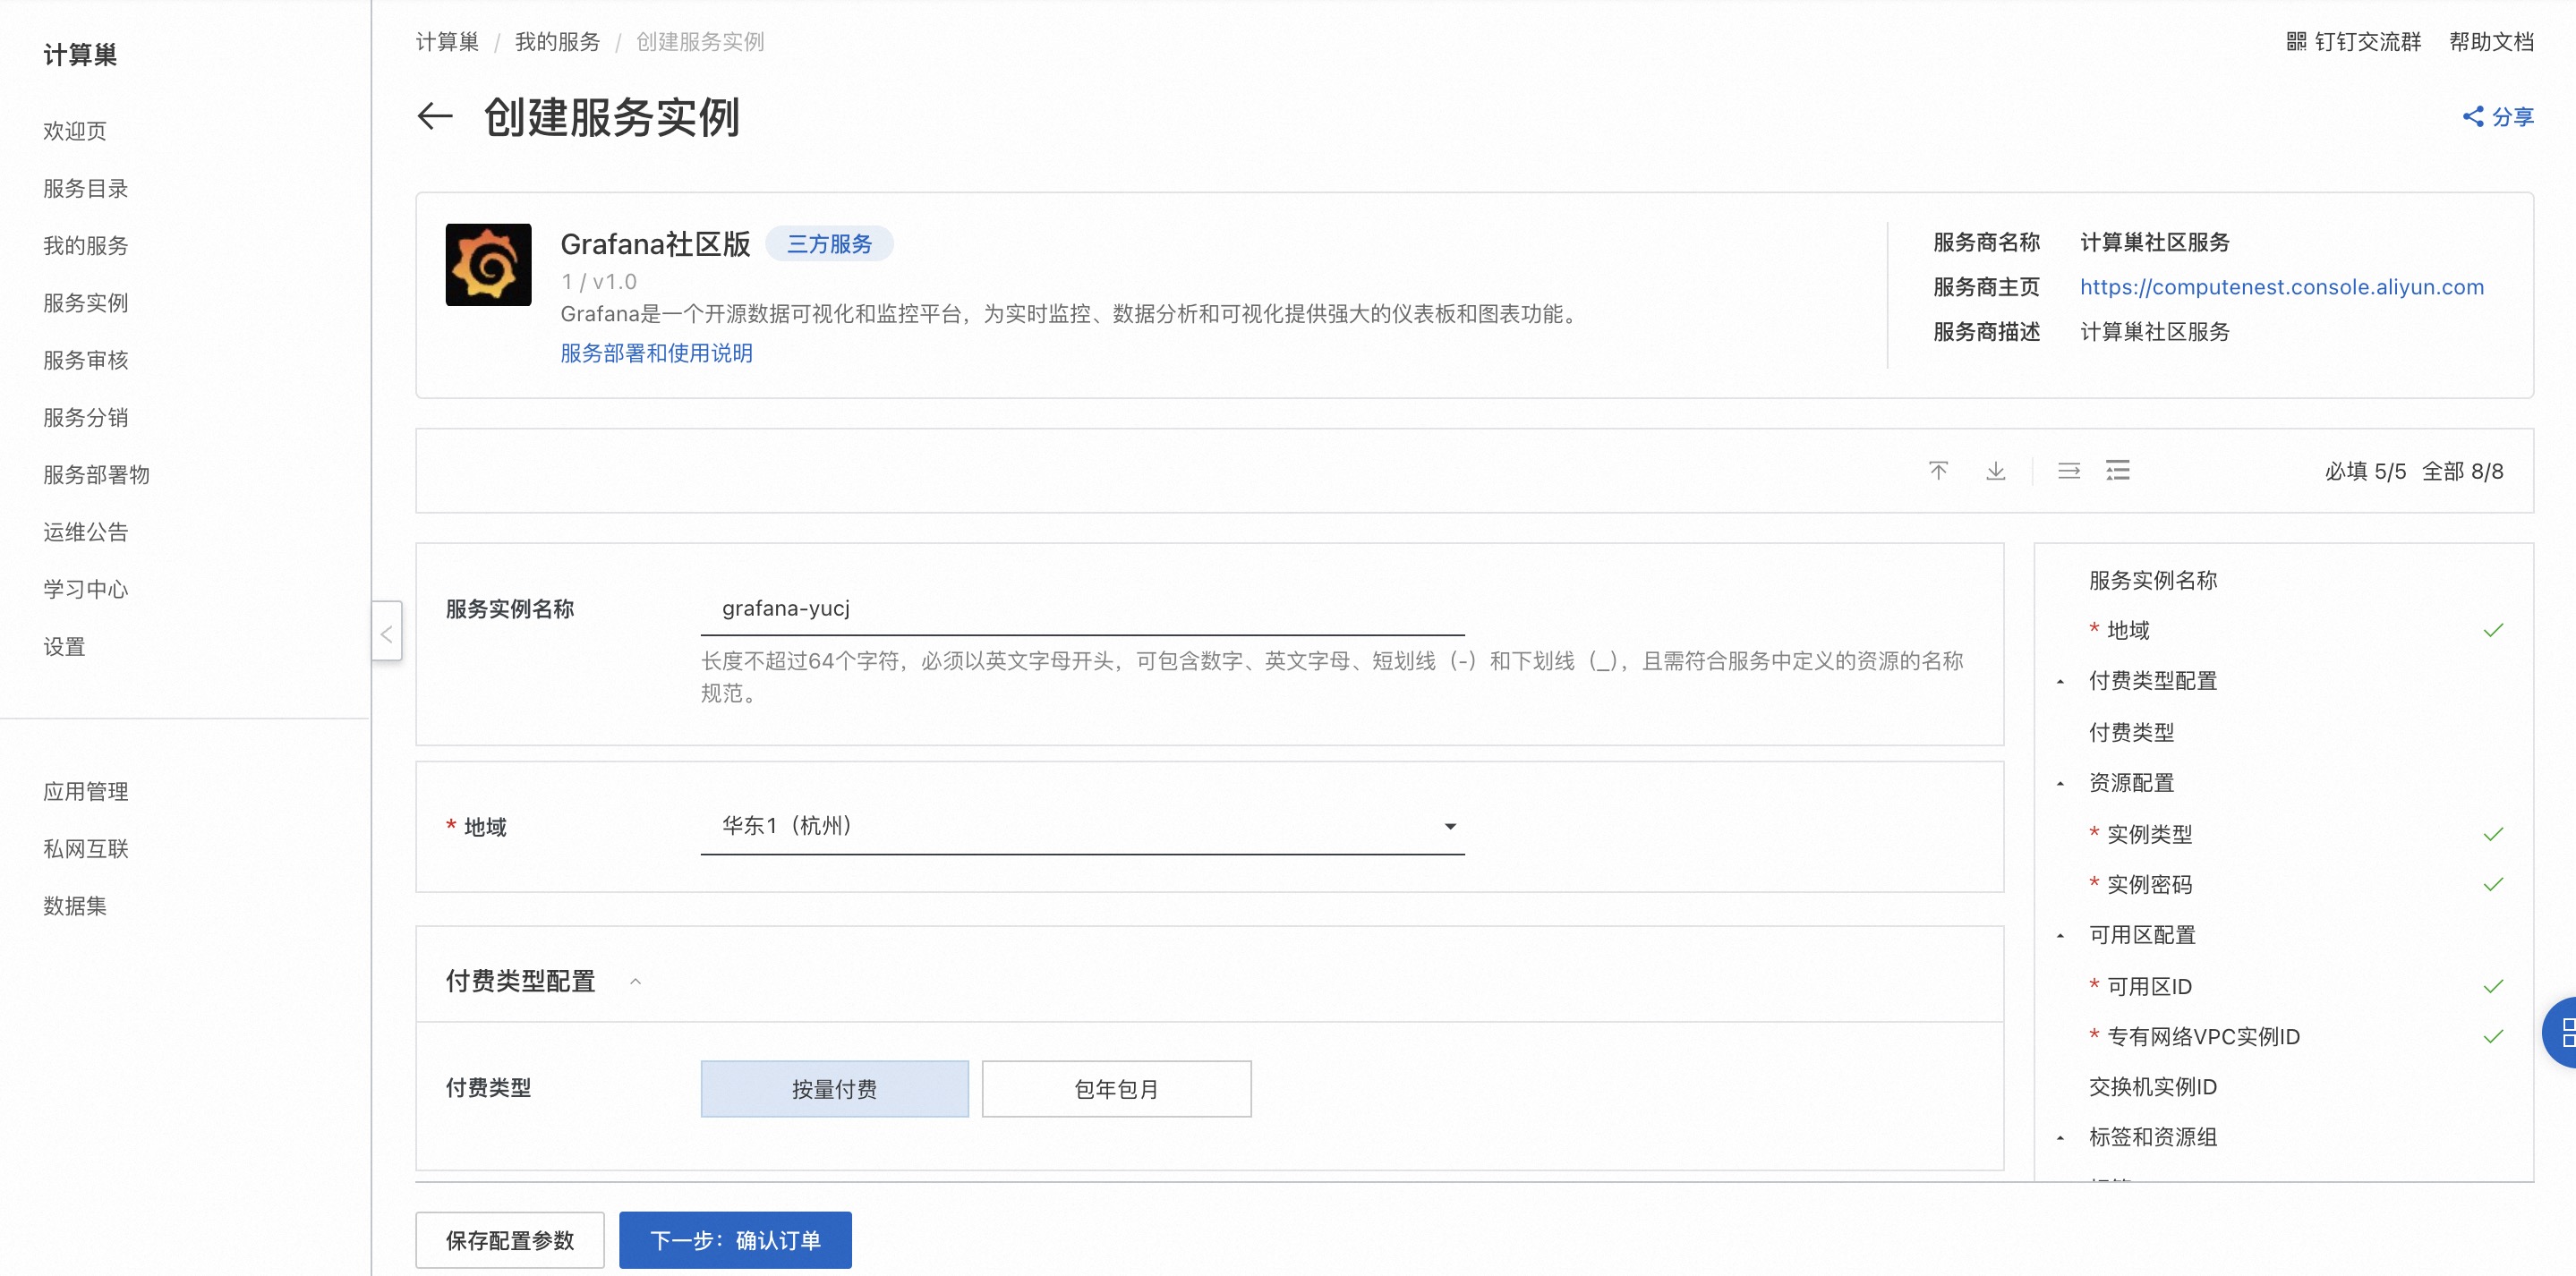 计算巢
欢迎页
服务目录
我的服务
服务实例
服务审核
服务分销
服务部署物
运维公告
学习中心
设置
应用管理
私网互联
数据集
计算巢 / 我的服务 / 创建服务实例
钉钉交流群 帮助文档
创建服务实例
分享
Grafana社区版 三方服务
1 / v1.0
Grafana是一个开源数据可视化和监控平台，为实时监控、数据分析和可视化提供强大的仪表板和图表功能。
服务部署和使用说明
服务商名称 计算巢社区服务
服务商主页 https://computenest.console.aliyun.com
服务商描述 计算巢社区服务
必填 5/5 全部 8/8
服务实例名称 grafana-yucj
长度不超过64个字符，必须以英文字母开头，可包含数字、英文字母、短划线（-）和下划线（_），且需符合服务中定义的资源的名称
规范。
* 地域 华东1（杭州）
付费类型配置
付费类型 按量付费 包年包月
服务实例名称
* 地域
付费类型配置
付费类型
资源配置
* 实例类型
* 实例密码
可用区配置
* 可用区ID
* 专有网络VPC实例ID
交换机实例ID
标签和资源组
保存配置参数 下一步：确认订单